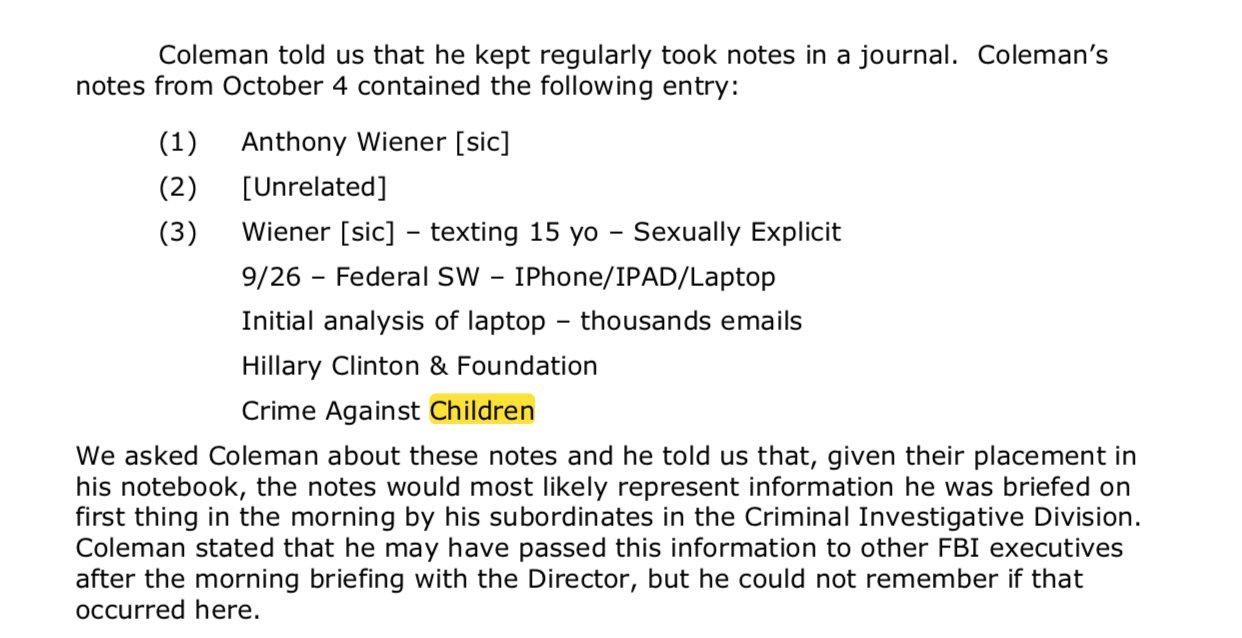 Coleman told us that he kept regularly took notes in a journal. Coleman's
notes from October 4 contained the following entry:
(1) Anthony Wiener [sic]
(2) [Unrelated]
(3) Wiener [sic] – texting 15 yo – Sexually Explicit
9/26 – Federal SW – IPhone/IPAD/Laptop
Initial analysis of laptop – thousands emails
Hillary Clinton & Foundation
Crime Against Children
We asked Coleman about these notes and he told us that, given their placement in
his notebook, the notes would most likely represent information he was briefed on
first thing in the morning by his subordinates in the Criminal Investigative Division.
Coleman stated that he may have passed this information to other FBI executives
after the morning briefing with the Director, but he could not remember if that
occurred here.